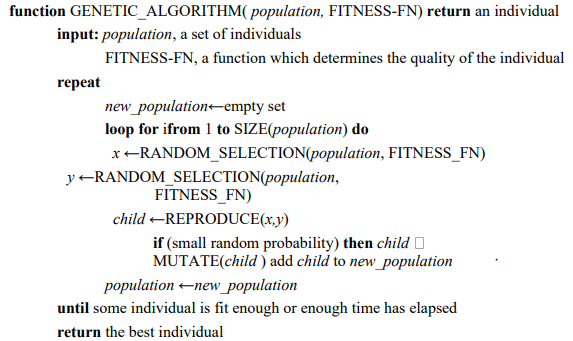 function GENETIC_ALGORITHM( population, FITNESS-FN) return an individual
input: population, a set of individuals
FITNESS-FN, a function which determines the quality of the individual
repeat
new_population←empty set
loop for ifrom 1 to SIZE(population) do
x ←RANDOM_SELECTION(population, FITNESS_FN)
y ←RANDOM_SELECTION(population,
FITNESS_FN)
child ←REPRODUCE(x,y)
if (small random probability) then child □
MUTATE(child ) add child to new_population
population ←new_population
until some individual is fit enough or enough time has elapsed
return the best individual